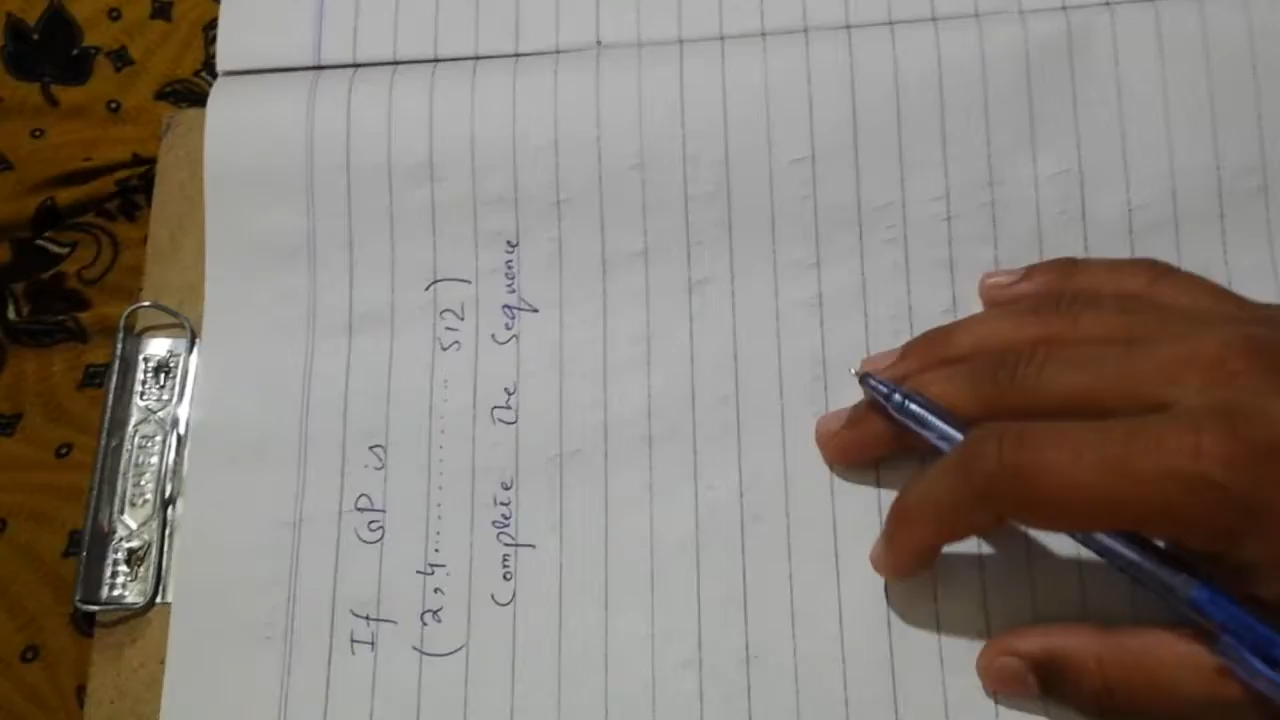 If GP is
(2,4............ 512)
Complete The Sequence